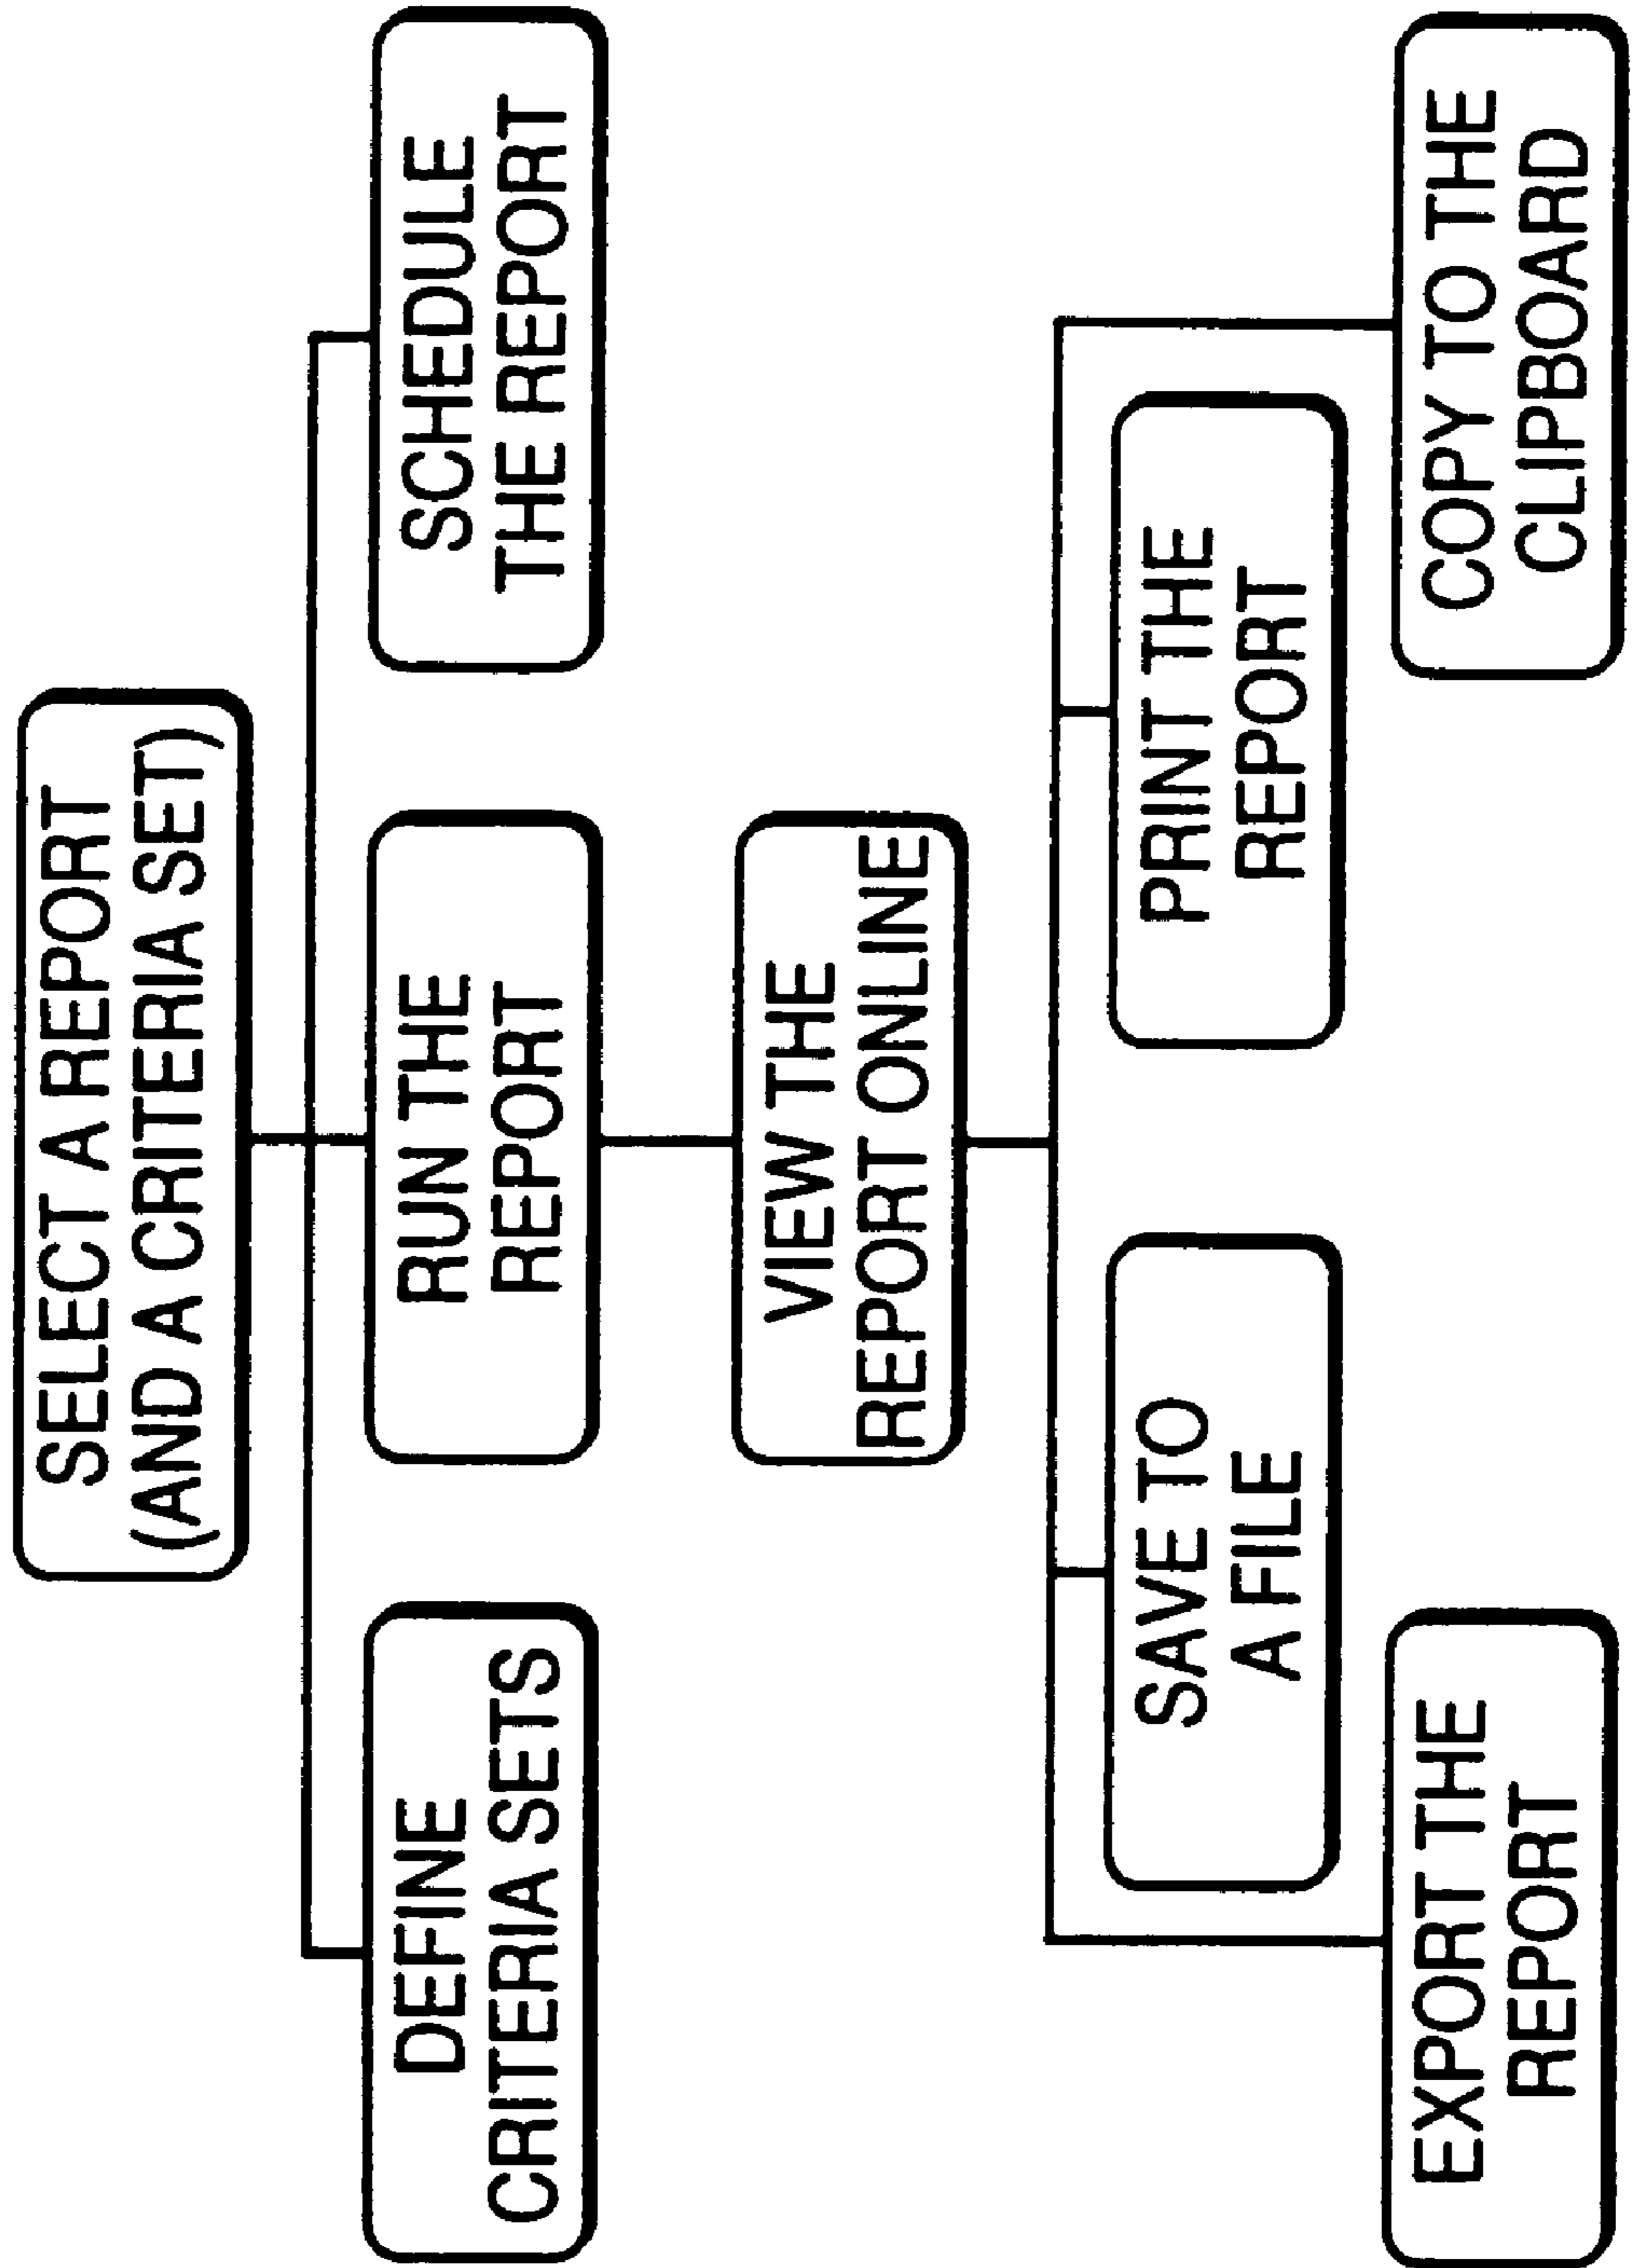 SELECT A REPORT
(AND A CRITERIA SET)
DEFINE
CRITERIA SETS
RUN THE
REPORT
SCHEDULE
THE REPORT
VIEW THE
REPORT ONLINE
SAVE TO
A FILE
PRINT THE
REPORT
EXPORT THE
REPORT
COPY TO THE
CLIPBOARD